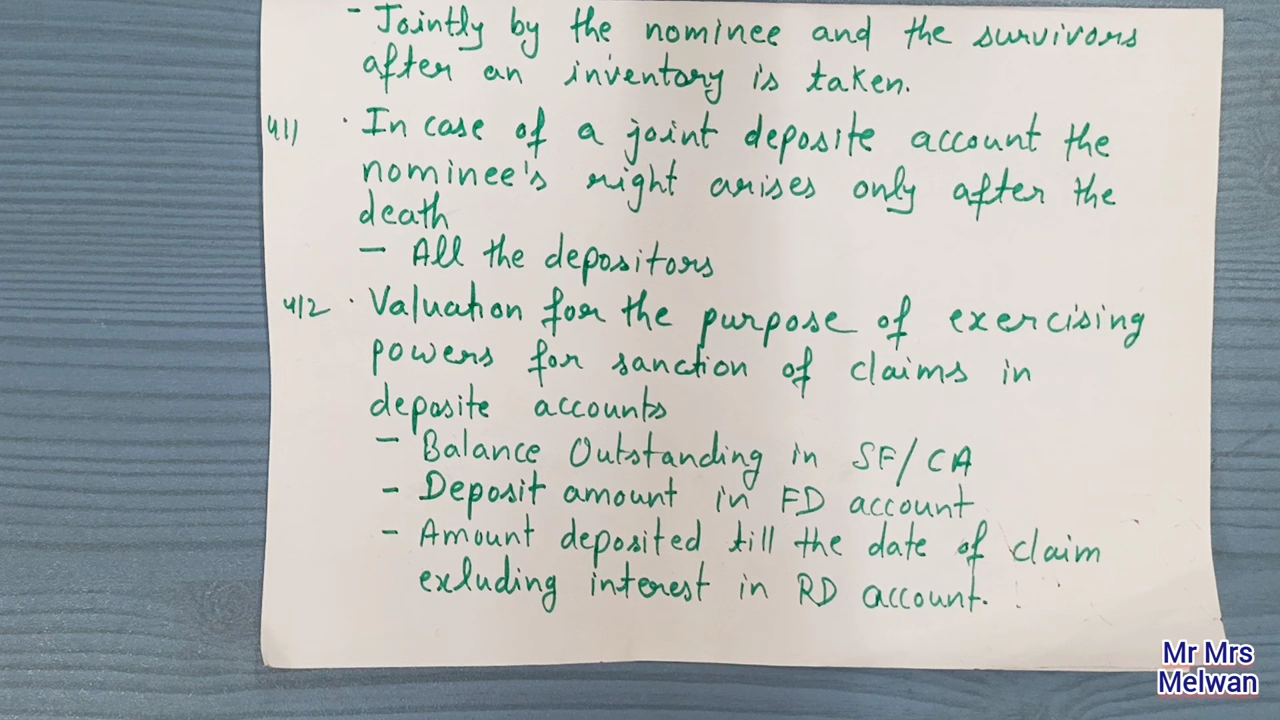 - Jointly by the nominee and the survivors
after an inventory is taken.
411 · In case of a joint deposite account the
nominee's right arises only after the
death
- All the depositors
412 · Valuation for the purpose of exercising
powers for sanction of claims in
deposite accounts
- Balance Outstanding in SF/CA
- Deposit amount in FD account
- Amount deposited till the date of claim
exluding interest in RD account.
Mr Mrs
Melwan